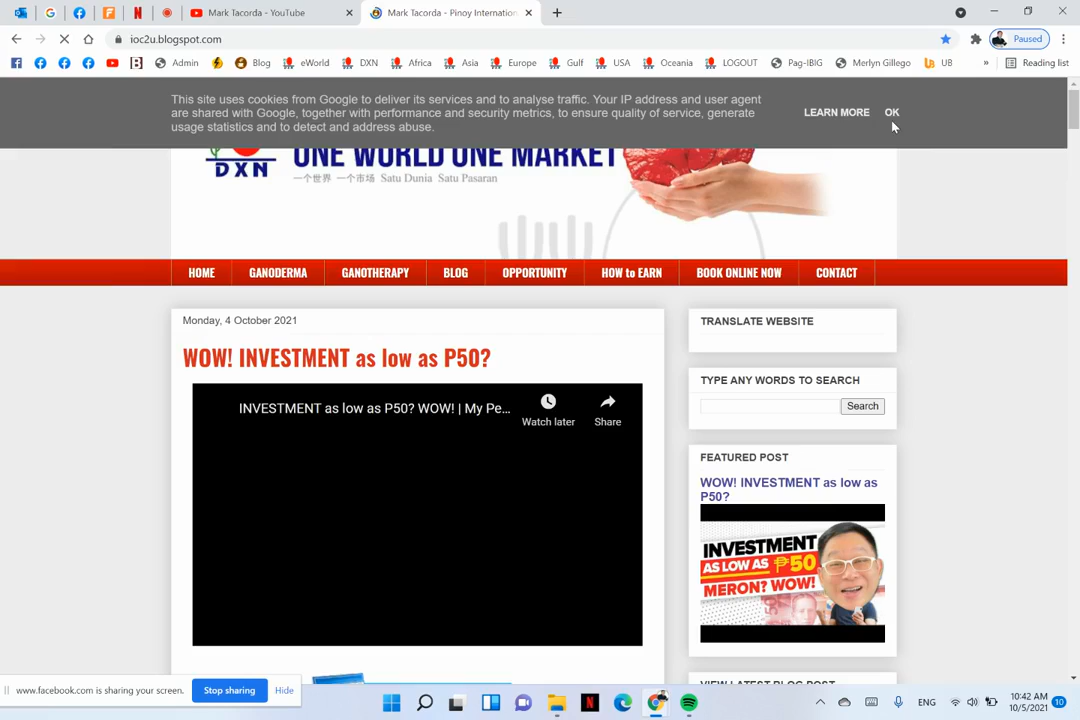 Mark Tacorda - YouTube
Mark Tacorda - Pinoy Internation
ioc2u.blogspot.com
Paused
Admin
Blog
eWorld
DXN
Africa
Asia
Europe
Gulf
USA
Oceania
LOGOUT
Pag-IBIG
Merlyn Gillego
UB
»
Reading list
This site uses cookies from Google to deliver its services and to analyse traffic. Your IP address and user agent
are shared with Google, together with performance and security metrics, to ensure quality of service, generate
usage statistics and to detect and address abuse.
LEARN MORE
OK
DXN
ONE WORLD ONE MARKET
一个世界 一个市场 Satu Dunia Satu Pasaran
HOME
GANODERMA
GANOTHERAPY
BLOG
OPPORTUNITY
HOW to EARN
BOOK ONLINE NOW
CONTACT
Monday, 4 October 2021
WOW! INVESTMENT as low as P50?
INVESTMENT as low as P50? WOW! | My Pe...
Watch later
Share
TRANSLATE WEBSITE
TYPE ANY WORDS TO SEARCH
Search
FEATURED POST
WOW! INVESTMENT as low as
P50?
INVESTMENT
AS LOW AS ₱50
MERON? WOW!
www.facebook.com is sharing your screen.
Stop sharing
Hide
ENG
10:42 AM
10/5/2021
10